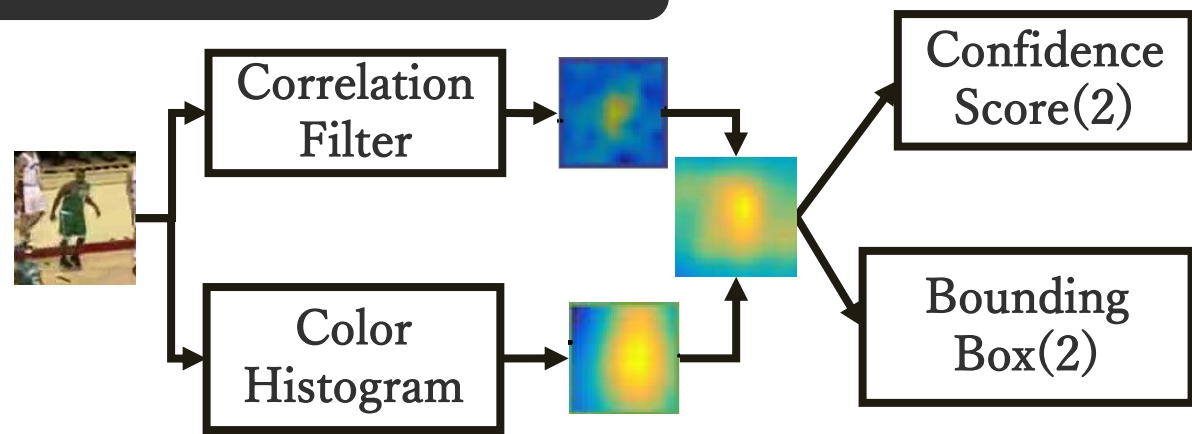 Correlation
Filter
Color
Histogram
Confidence
Score(2)
Bounding
Box(2)